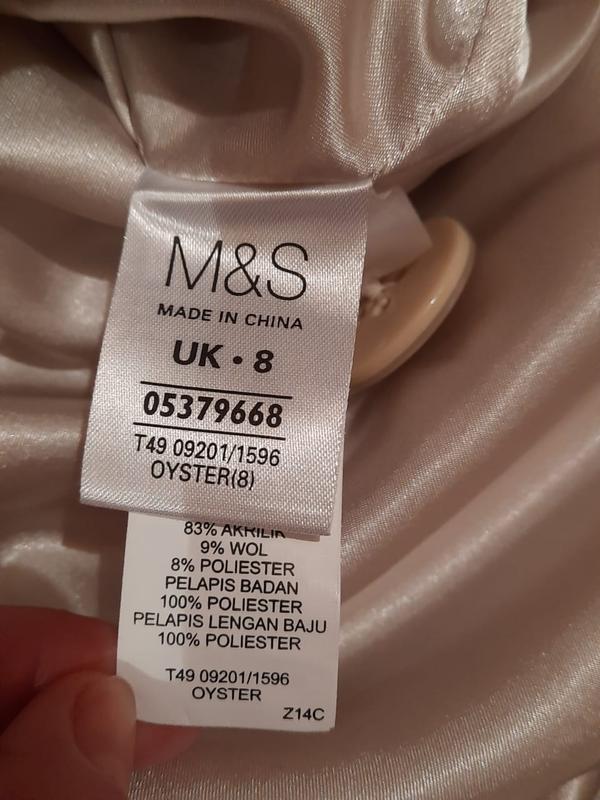 M&S
MADE IN CHINA
UK • 8
05379668
T49 09201/1596
OYSTER(8)
83% AKRILIK
9% WOL
8% POLIESTER
PELAPIS BADAN
100% POLIESTER
PELAPIS LENGAN BAJU
100% POLIESTER
T49 09201/1596
OYSTER
Z14C